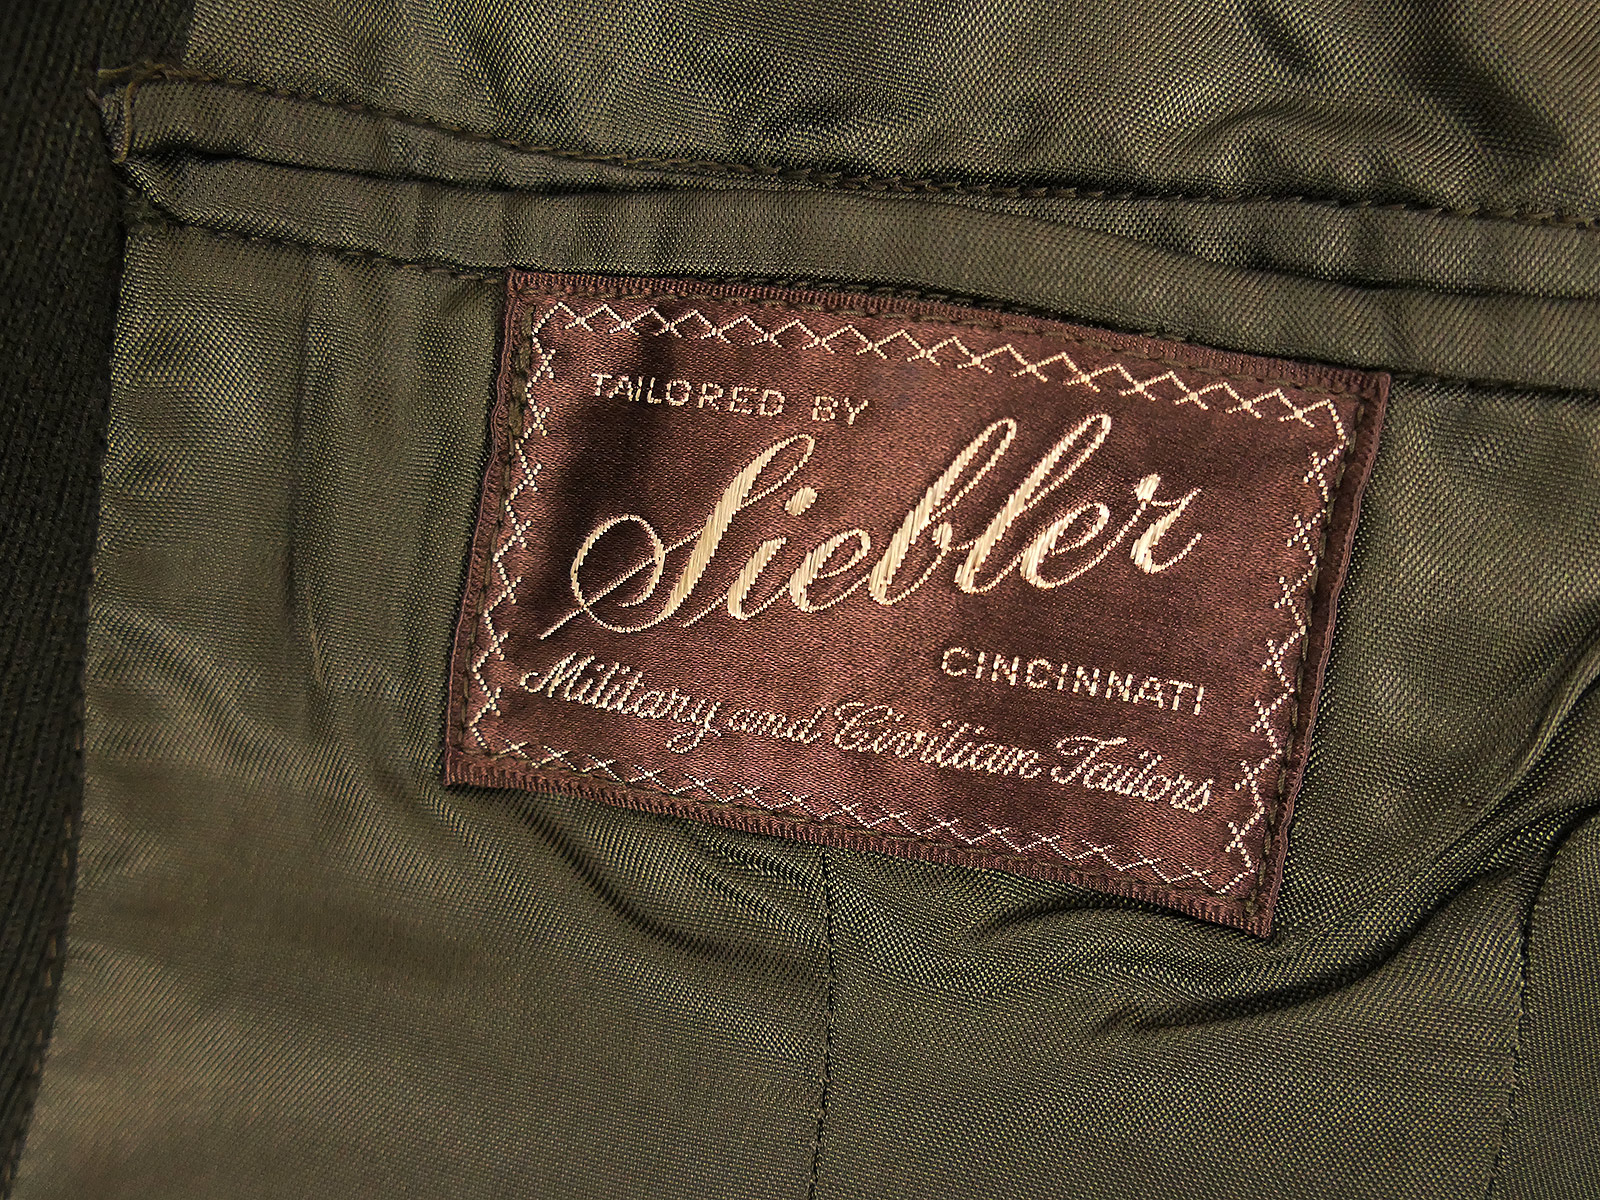 TAILORED BY
Siebler
CINCINNATI
Military and Civilian Tailors